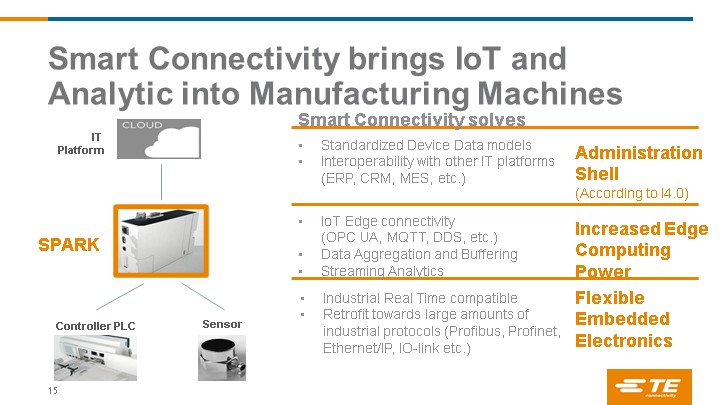 Smart Connectivity brings IoT and
Analytic into Manufacturing Machines
Smart Connectivity solves
IT
Platform
CLOUD
• Standardized Device Data models
• Interoperability with other IT platforms
(ERP, CRM, MES, etc.)
Administration
Shell
(According to I4.0)
SPARK
• IoT Edge connectivity
(OPC UA, MQTT, DDS, etc.)
• Data Aggregation and Buffering
• Streaming Analytics
Increased Edge
Computing
Power
Controller PLC
Sensor
• Industrial Real Time compatible
• Retrofit towards large amounts of
industrial protocols (Profibus, Profinet,
Ethernet/IP, IO-link etc.)
Flexible
Embedded
Electronics
15
TE
connectivity